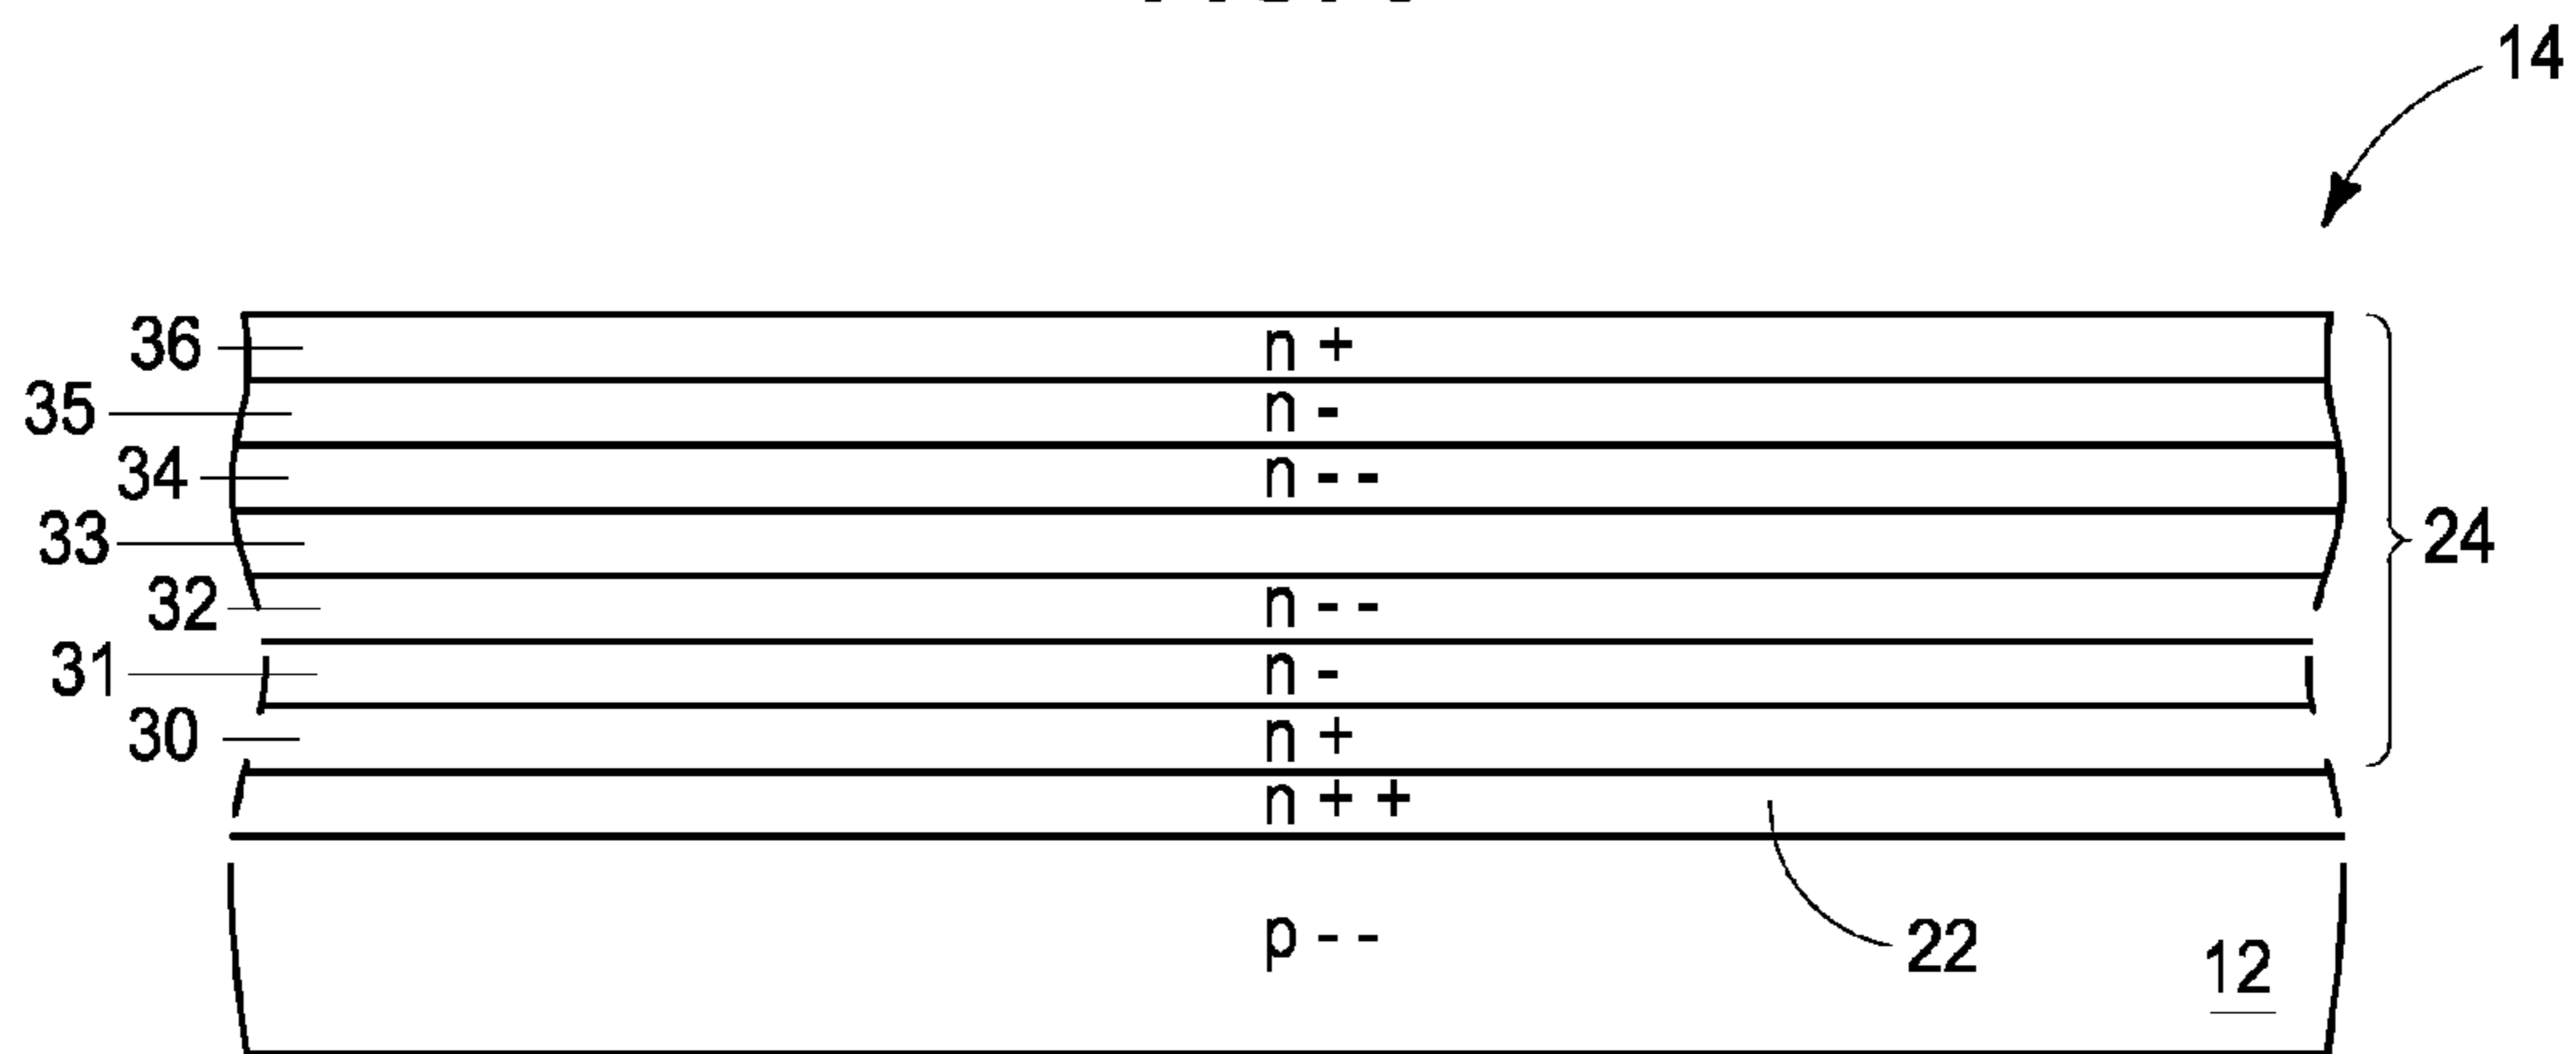 14
36 n +
35 n -
34 n - -
33
24
32 n - -
31 n -
30 n +
n + +
p - -
22
12